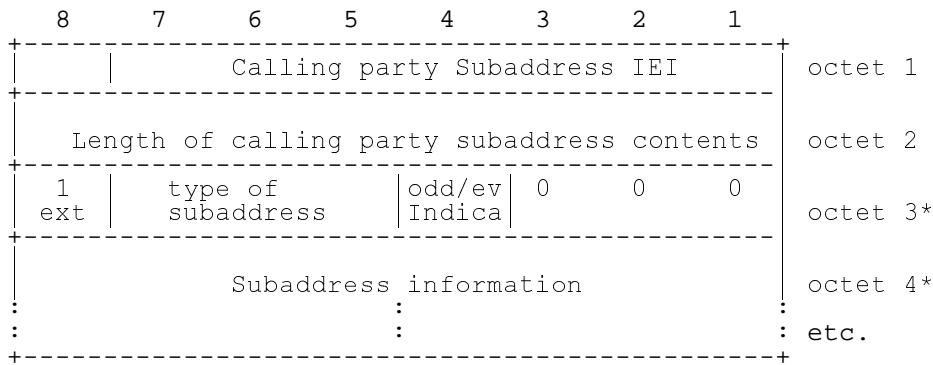 8 7 6 5 4 3 2 1
Calling party Subaddress IEI octet 1
Length of calling party subaddress contents octet 2
1 type of odd/ev 0 0 0
ext subaddress Indica octet 3*
Subaddress information octet 4*
: : :
: : : etc.